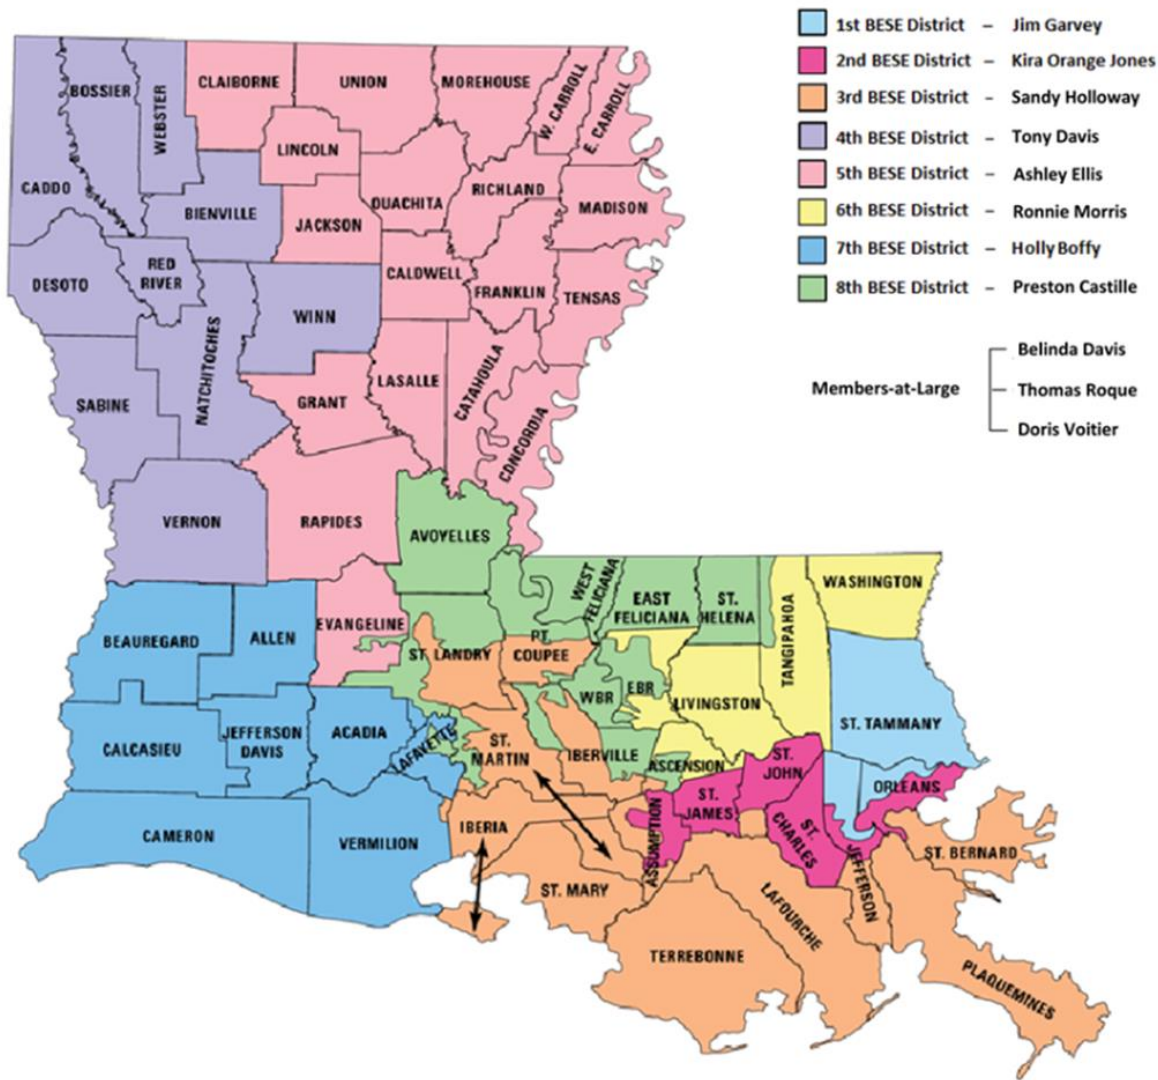 1st BESE District – Jim Garvey
2nd BESE District – Kira Orange Jones
3rd BESE District – Sandy Holloway
4th BESE District – Tony Davis
5th BESE District – Ashley Ellis
6th BESE District – Ronnie Morris
7th BESE District – Holly Boffy
8th BESE District – Preston Castille
Members-at-Large
Belinda Davis
Thomas Roque
Doris Voitier
CADDO
BOSSIER
WEBSTER
CLAIBORNE
UNION
MOREHOUSE
W. CARROLL
E. CARROLL
LINCOLN
BIENVILLE
JACKSON
OUACHITA
RICHLAND
MADISON
DESOTO
RED
RIVER
CALDWELL
FRANKLIN
TENSAS
WINN
NATCHITOCHES
SABINE
GRANT
LASALLE
CATAHOULA
CONCORDIA
VERNON
RAPIDES
AVOYELLES
WEST
FELICIANA
EAST
FELICIANA
ST.
HELENA
TANGIPAHOA
WASHINGTON
BEAUREGARD
ALLEN
EVANGELINE
ST LANDRY
PT.
COUPEE
WBR
EBR
LIVINGSTON
ST. TAMMANY
CALCASIEU
JEFFERSON
DAVIS
ACADIA
LAFAYETTE
ST.
MARTIN
IBERVILLE
ASCENSION
ST.
JOHN
ORLEANS
CAMERON
VERMILION
IBERIA
ASSUMPTION
ST.
JAMES
ST.
CHARLES
JEFFERSON
ST. BERNARD
ST. MARY
LAFOURCHE
TERREBONNE
PLAQUEMINES